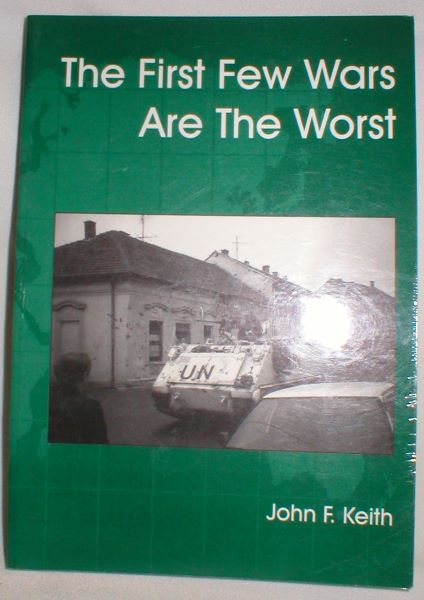 The First Few Wars
Are The Worst
UN
John F. Keith